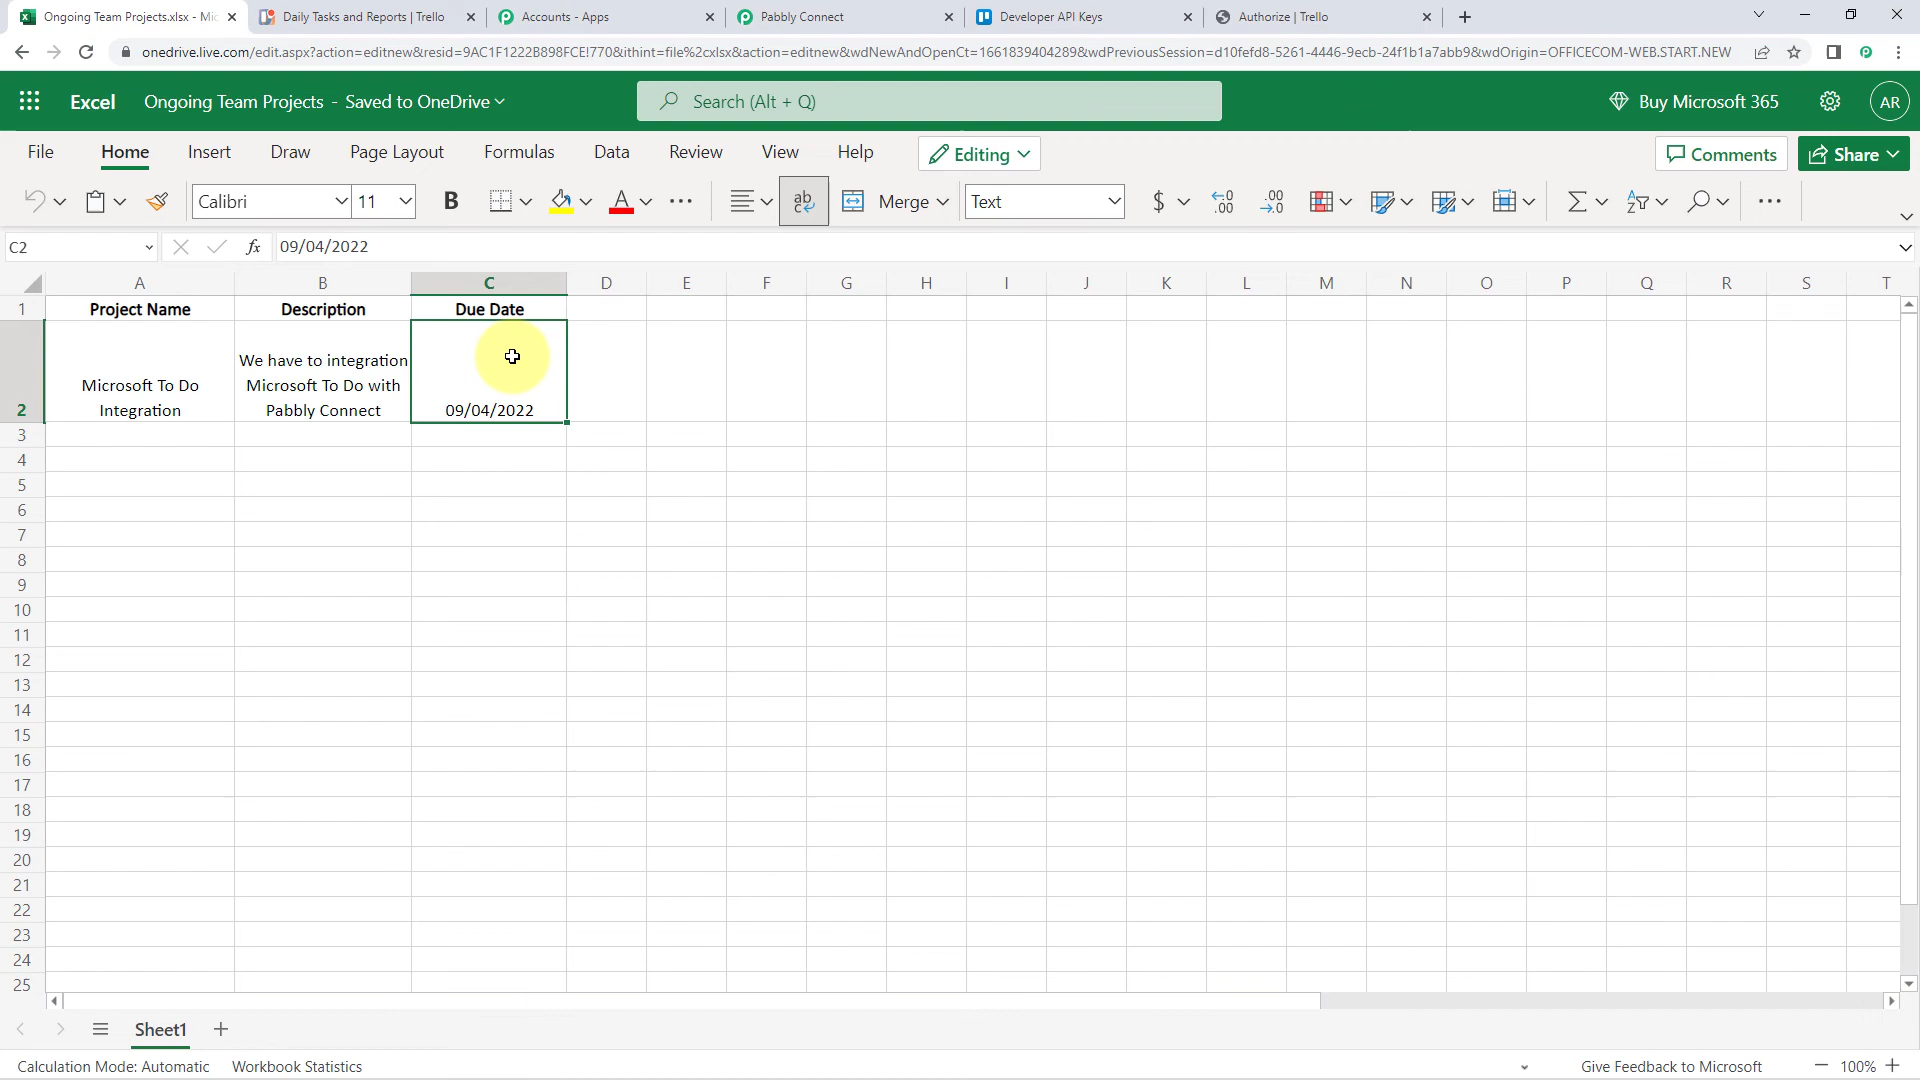 Ongoing Team Projects.xlsx - Mic
Daily Tasks and Reports | Trello
Accounts - Apps
Pabbly Connect
Developer API Keys
Authorize | Trello
onedrive.live.com/edit.aspx?action=editnew&resid=9AC1F1222B898FCE!770&ithint=file%2cxlsx&action=editnew&wdNewAndOpenCt=1661839404289&wdPreviousSession=d10fefd8-5261-4446-9ecb-24f1b1a7abb9&wdOrigin=OFFICECOM-WEB.START.NEW
Excel
Ongoing Team Projects - Saved to OneDrive
Search (Alt + Q)
Buy Microsoft 365
AR
File
Home
Insert
Draw
Page Layout
Formulas
Data
Review
View
Help
Editing
Comments
Share
Calibri
11
B
A
ab
c
Merge
Text
$
.00
.00
C2
fx
09/04/2022
A
B
C
D
E
F
G
H
I
J
K
L
M
N
O
P
Q
R
S
T
1
Project Name
Description
Due Date
2
Microsoft To Do
Integration
We have to integration
Microsoft To Do with
Pabbly Connect
09/04/2022
3
4
5
6
7
8
9
10
11
12
13
14
15
16
17
18
19
20
21
22
23
24
25
Sheet1
Calculation Mode: Automatic
Workbook Statistics
Give Feedback to Microsoft
100%